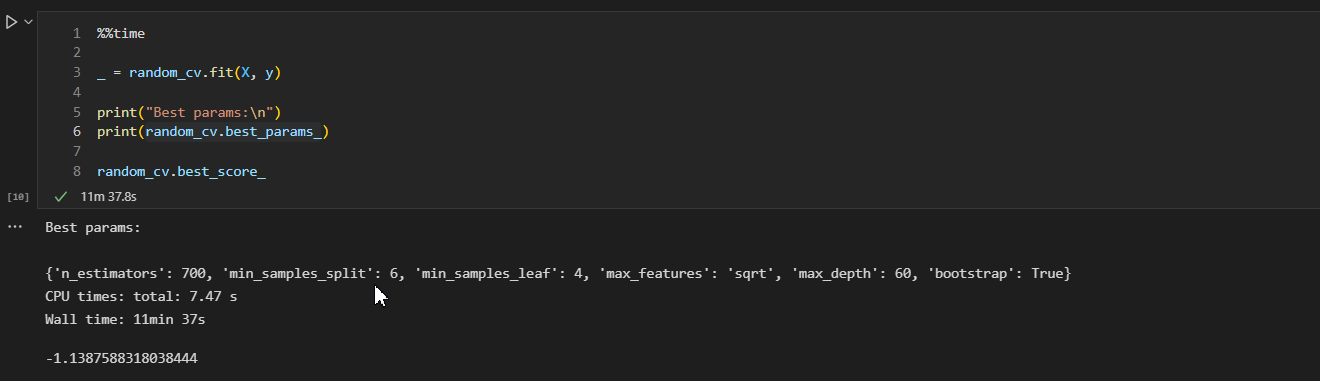 1 %%time
2
3 _ = random_cv.fit(X, y)
4
5 print("Best params:\n")
6 print(random_cv.best_params_)
7
8 random_cv.best_score_
[10] ✓ 11m 37.8s
... Best params:
{'n_estimators': 700, 'min_samples_split': 6, 'min_samples_leaf': 4, 'max_features': 'sqrt', 'max_depth': 60, 'bootstrap': True}
CPU times: total: 7.47 s
Wall time: 11min 37s
-1.1387588318038444